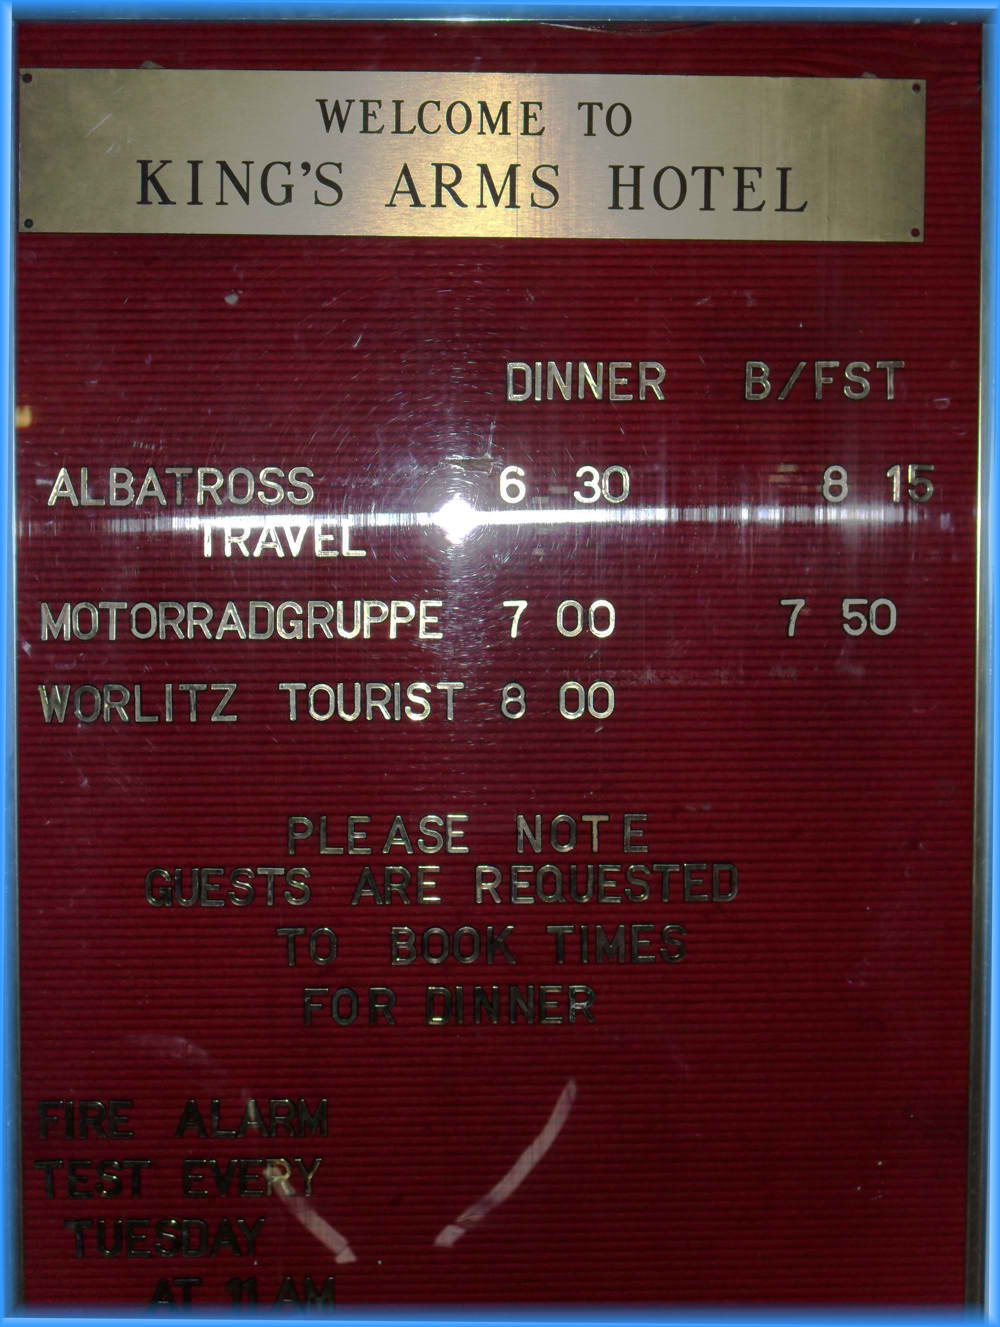 WELCOME TO
KING'S ARMS HOTEL
DINNER B/FST
ALBATROSS 6-30 8 15
TRAVEL
MOTORRADGRUPPE 7 00 7 50
WORLITZ TOURIST 8 00
PLEASE NOTE
GUESTS ARE REQUESTED
TO BOOK TIMES
FOR DINNER
FIRE ALARM
TEST EVERY
TUESDAY
AT 11 AM